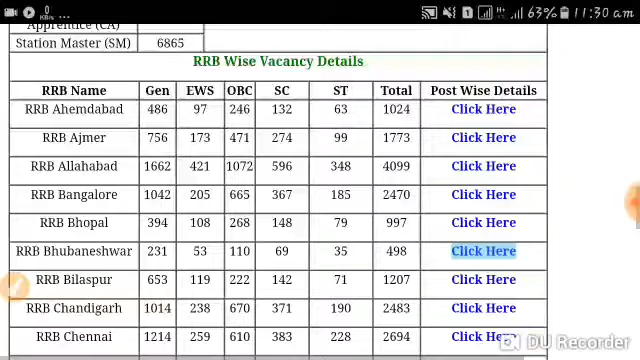 0
K/s
1
63%
11:30 am
Apprentice (CA)
Station Master (SM) 6865
RRB Wise Vacancy Details
RRB Name Gen EWS OBC SC ST Total Post Wise Details
RRB Ahemdabad 486 97 246 132 63 1024 Click Here
RRB Ajmer 756 173 471 274 99 1773 Click Here
RRB Allahabad 1662 421 1072 596 348 4099 Click Here
RRB Bangalore 1042 205 665 367 185 2470 Click Here
RRB Bhopal 394 108 268 148 79 997 Click Here
RRB Bhubaneshwar 231 53 110 69 35 498 Click Here
RRB Bilaspur 653 119 222 142 71 1207 Click Here
RRB Chandigarh 1014 238 670 371 190 2483 Click Here
RRB Chennai 1214 259 610 383 228 2694 Click Here
DU Recorder